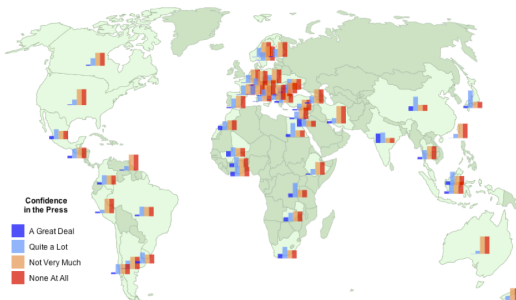 Confidence
in the Press
A Great Deal
Quite a Lot
Not Very Much
None At All